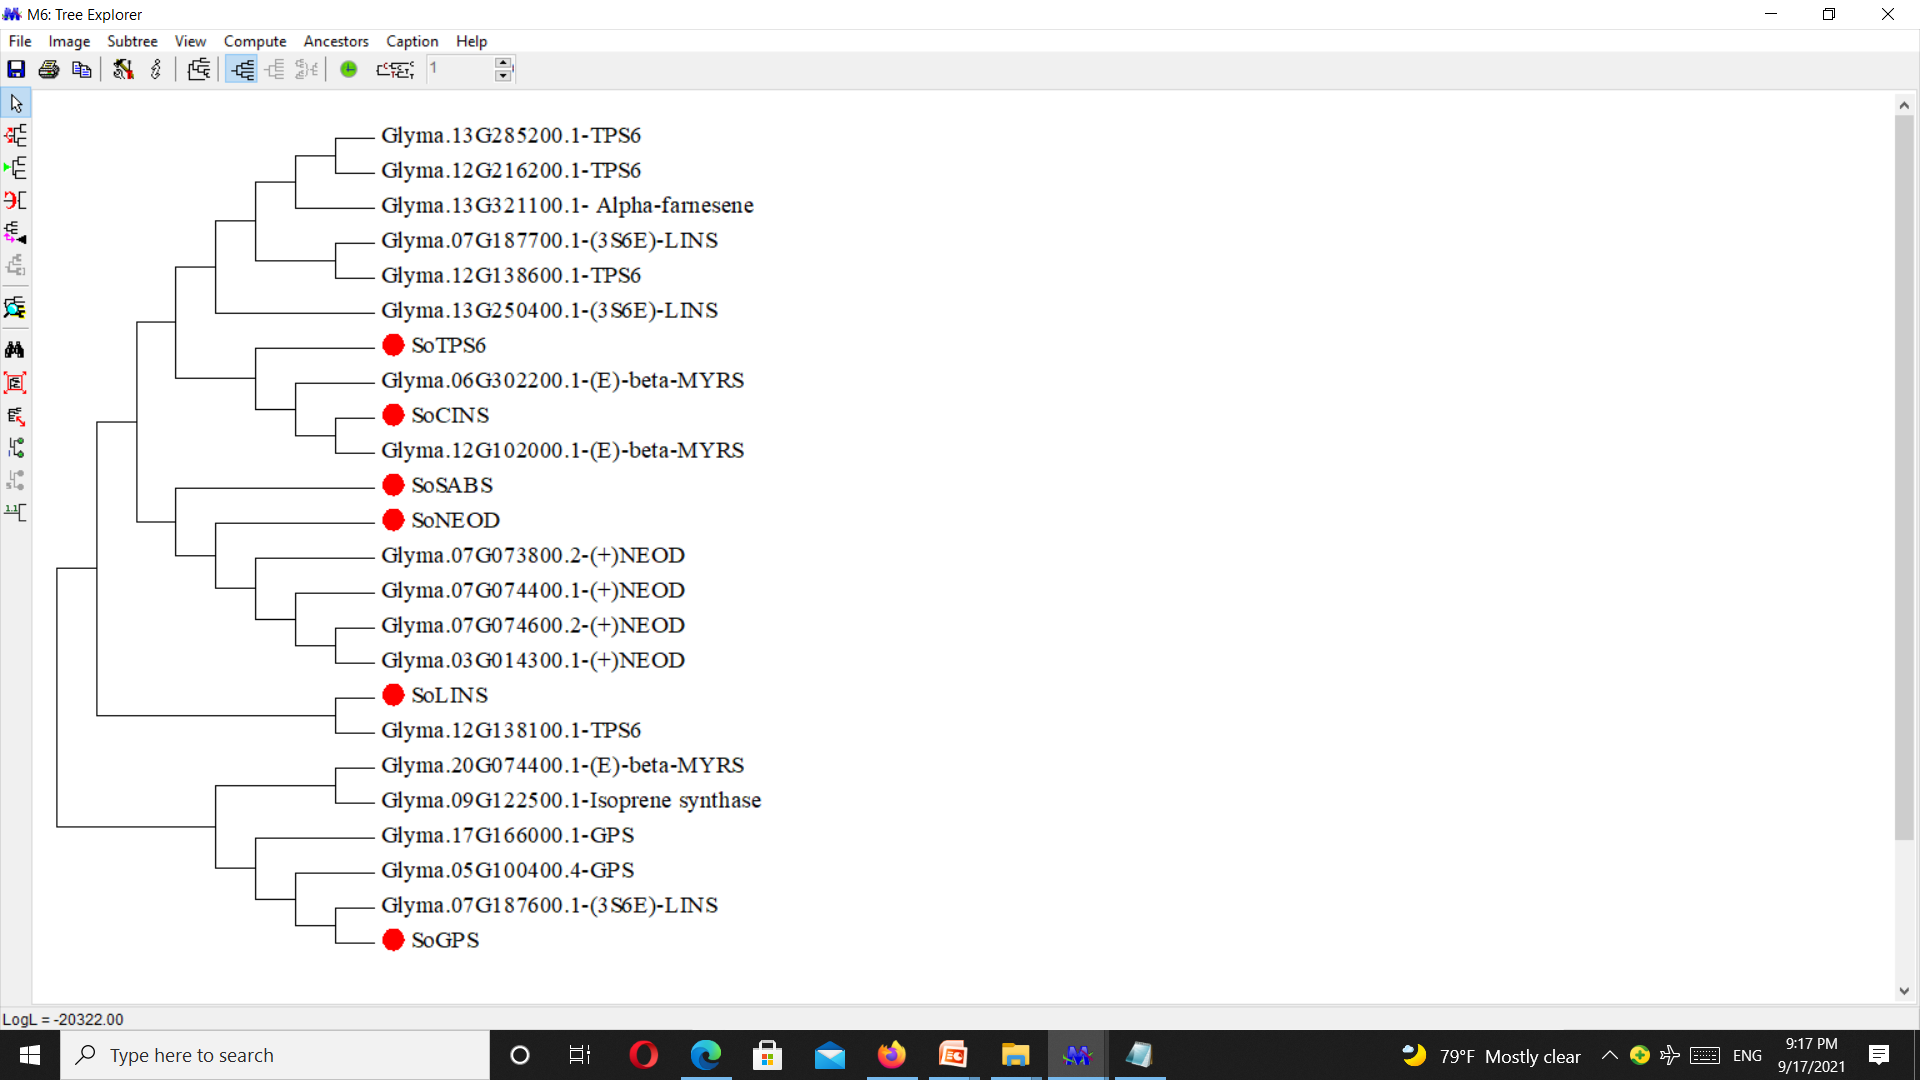 M6: Tree Explorer
File Image Subtree View Compute Ancestors Caption Help
1
Glyma.13G285200.1-TPS6
Glyma.12G216200.1-TPS6
Glyma.13G321100.1- Alpha-farnesene
Glyma.07G187700.1-(3S6E)-LINS
Glyma.12G138600.1-TPS6
Glyma.13G250400.1-(3S6E)-LINS
SoTPS6
Glyma.06G302200.1-(E)-beta-MYRS
SoCINS
Glyma.12G102000.1-(E)-beta-MYRS
SoSABS
SoNEOD
Glyma.07G073800.2-(+)NEOD
Glyma.07G074400.1-(+)NEOD
Glyma.07G074600.2-(+)NEOD
Glyma.03G014300.1-(+)NEOD
SoLINS
Glyma.12G138100.1-TPS6
Glyma.20G074400.1-(E)-beta-MYRS
Glyma.09G122500.1-Isoprene synthase
Glyma.17G166000.1-GPS
Glyma.05G100400.4-GPS
Glyma.07G187600.1-(3S6E)-LINS
SoGPS
LogL = -20322.00
Type here to search
79°F Mostly clear
ENG
9:17 PM
9/17/2021